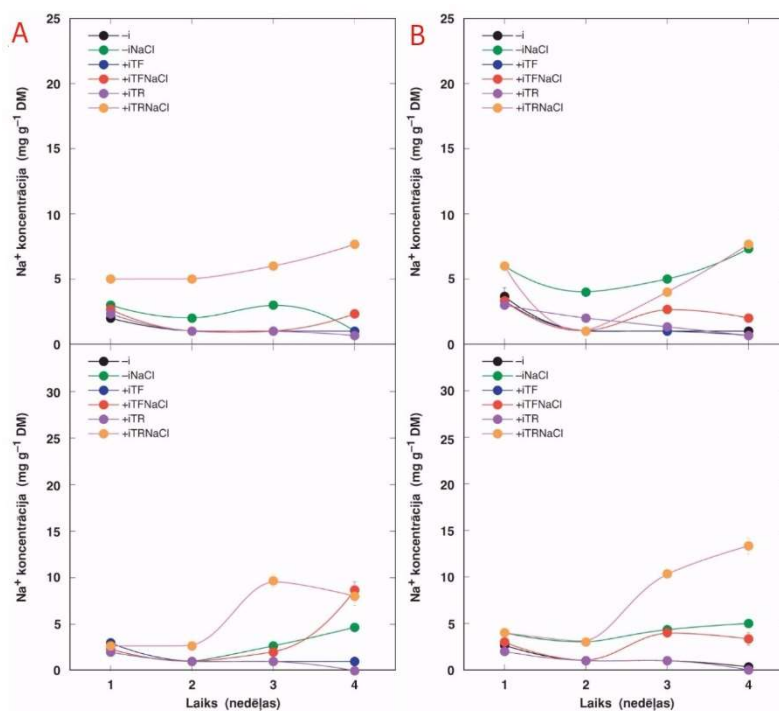 A
25
20
15
10
5
0
Na⁺ koncentrācija (mg g⁻¹ DM)
–i
–iNaCl
+iTF
+iTFNaCl
+iTR
+iTRNaCl
B
25
20
15
10
5
0
Na⁺ koncentrācija (mg g⁻¹ DM)
–i
–iNaCl
+iTF
+iTFNaCl
+iTR
+iTRNaCl
30
25
20
15
10
5
0
Na⁺ koncentrācija (mg g⁻¹ DM)
–i
–iNaCl
+iTF
+iTFNaCl
+iTR
+iTRNaCl
1 2 3 4
Laiks (nedēļas)
30
25
20
15
10
5
0
Na⁺ koncentrācija (mg g⁻¹ DM)
–i
–iNaCl
+iTF
+iTFNaCl
+iTR
+iTRNaCl
1 2 3 4
Laiks (nedēļas)